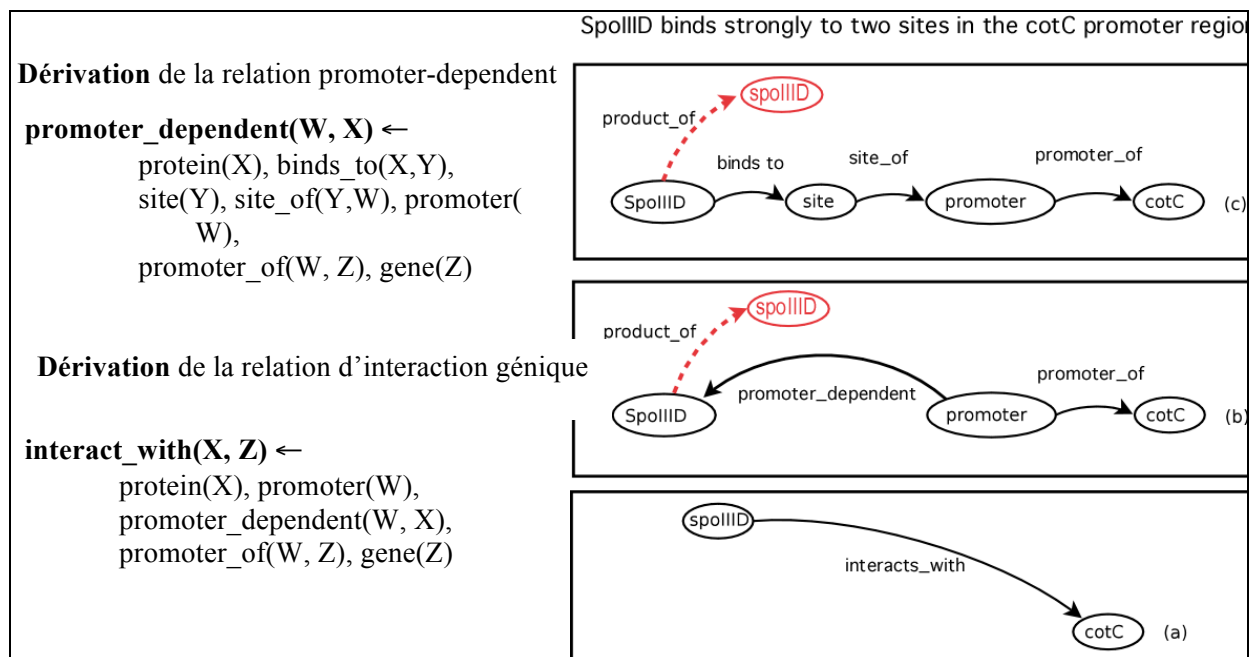 SpoIIID binds strongly to two sites in the cotC promoter regio
Dérivation de la relation promoter-dependent
promoter_dependent(W, X) ←
protein(X), binds_to(X,Y),
site(Y), site_of(Y,W), promoter(
W),
promoter_of(W, Z), gene(Z)
spoIIID
product_of
binds to
site_of
promoter_of
SpoIIID
site
promoter
cotC
(c)
Dérivation de la relation d’interaction génique
interact_with(X, Z) ←
protein(X), promoter(W),
promoter_dependent(W, X),
promoter_of(W, Z), gene(Z)
spoIIID
product_of
promoter_dependent
promoter_of
SpoIIID
promoter
cotC
(b)
spoIIID
interacts_with
cotC
(a)